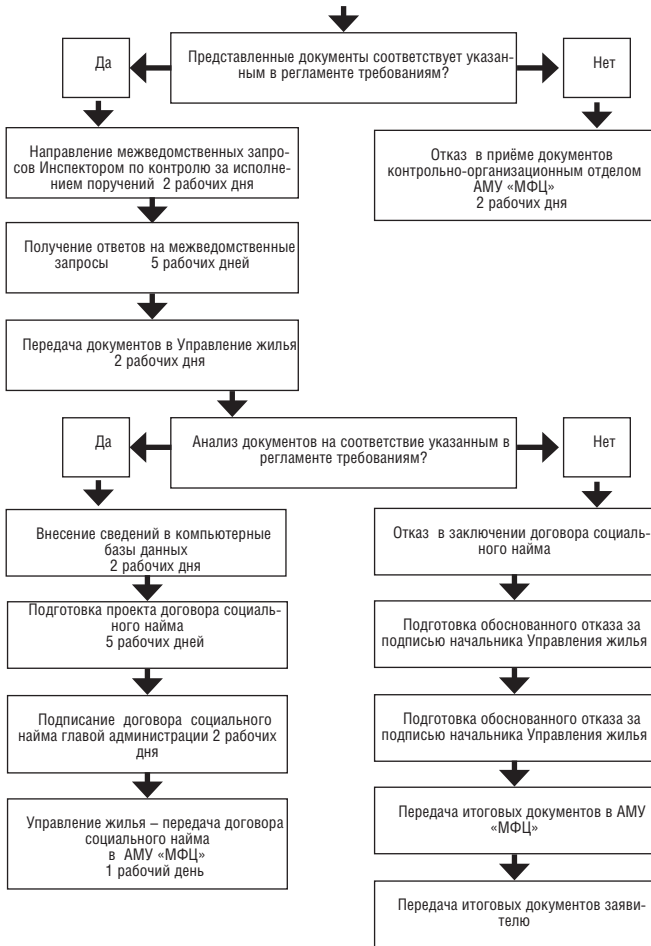 Да
Представленные документы соответствует указан-
ным в регламенте требованиям?
Нет
Направление межведомственных запро-
сов Инспектором по контролю за исполне-
нием поручений 2 рабочих дня
Отказ в приёме документов
контрольно-организационным отделом
АМУ «МФЦ»
2 рабочих дня
Получение ответов на межведомственные
запросы 5 рабочих дней
Передача документов в Управление жилья
2 рабочих дня
Да
Анализ документов на соответствие указанным в
регламенте требованиям?
Нет
Внесение сведений в компьютерные
базы данных
2 рабочих дня
Отказ в заключении договора социаль-
ного найма
Подготовка проекта договора социаль-
ного найма
5 рабочих дней
Подготовка обоснованного отказа за
подписью начальника Управления жилья
Подписание договора социального
найма главой администрации 2 рабочих
дня
Подготовка обоснованного отказа за
подписью начальника Управления жилья
Управление жилья – передача договора
социального найма
в АМУ «МФЦ»
1 рабочий день
Передача итоговых документов в АМУ
«МФЦ»
Передача итоговых документов заяви-
телю